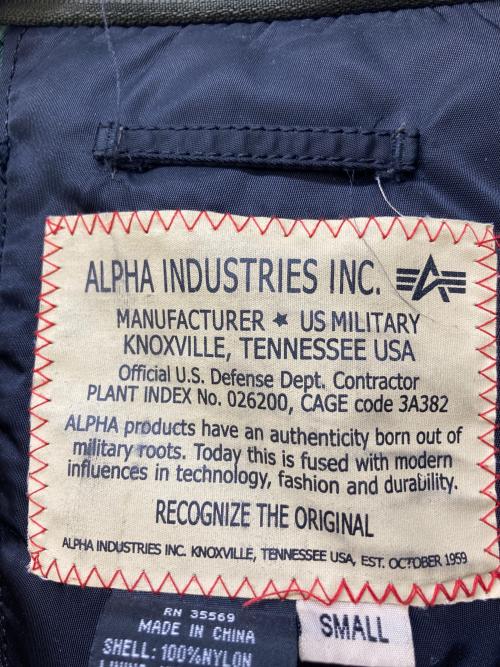 ALPHA INDUSTRIES INC.
MANUFACTURER ★ US MILITARY
KNOXVILLE, TENNESSEE USA
Official U.S. Defense Dept. Contractor
PLANT INDEX No. 026200, CAGE code 3A382
ALPHA products have an authenticity born out of
military roots. Today this is fused with modern
influences in technology, fashion and durability.
RECOGNIZE THE ORIGINAL
ALPHA INDUSTRIES INC. KNOXVILLE, TENNESSEE USA, EST. OCTOBER 1959
RN 35569
MADE IN CHINA
SHELL:100%NYLON
SMALL